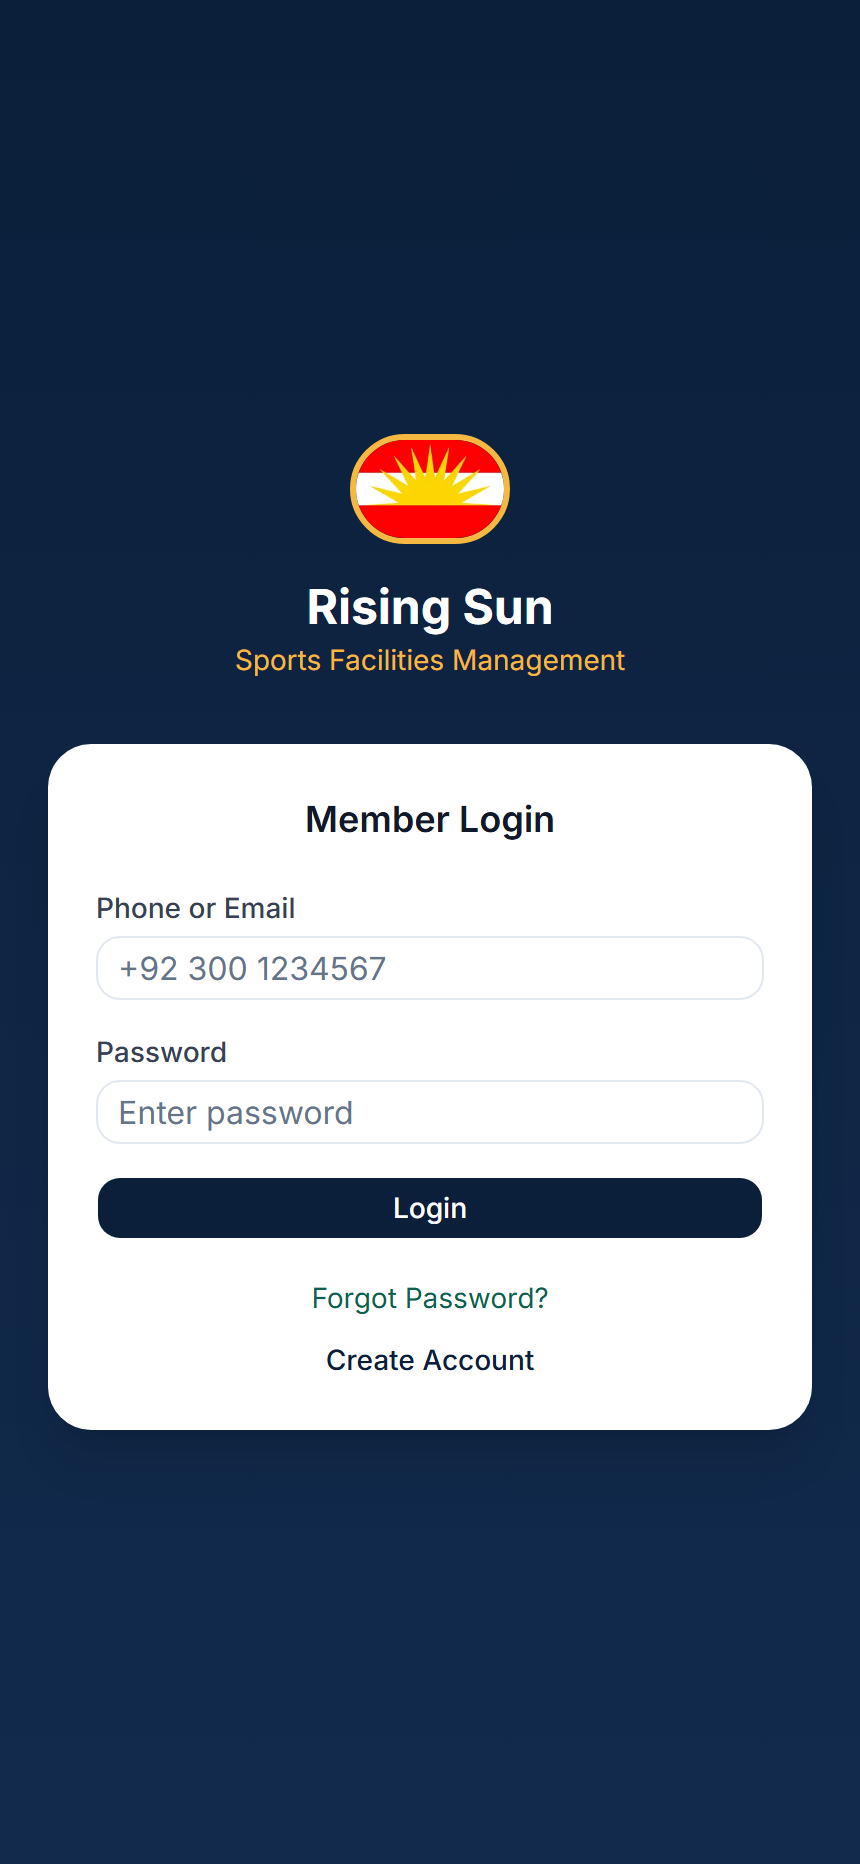 Rising Sun
Sports Facilities Management
Member Login
Phone or Email
+92 300 1234567
Password
Enter password
Login
Forgot Password?
Create Account